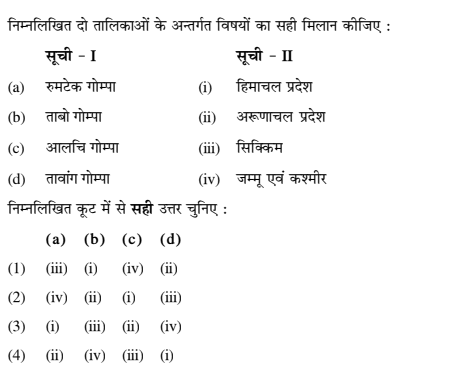 निम्नलिखित दो तालिकाओं के अन्तर्गत विषयों का सही मिलान कीजिए :
सूची - I सूची - II
(a) रुमटेक गोम्पा (i) हिमाचल प्रदेश
(b) ताबो गोम्पा (ii) अरूणाचल प्रदेश
(c) आलचि गोम्पा (iii) सिक्किम
(d) तावांग गोम्पा (iv) जम्मू एवं कश्मीर
निम्नलिखित कूट में से सही उत्तर चुनिए :
(a) (b) (c) (d)
(1) (iii) (i) (iv) (ii)
(2) (iv) (ii) (i) (iii)
(3) (i) (iii) (ii) (iv)
(4) (ii) (iv) (iii) (i)